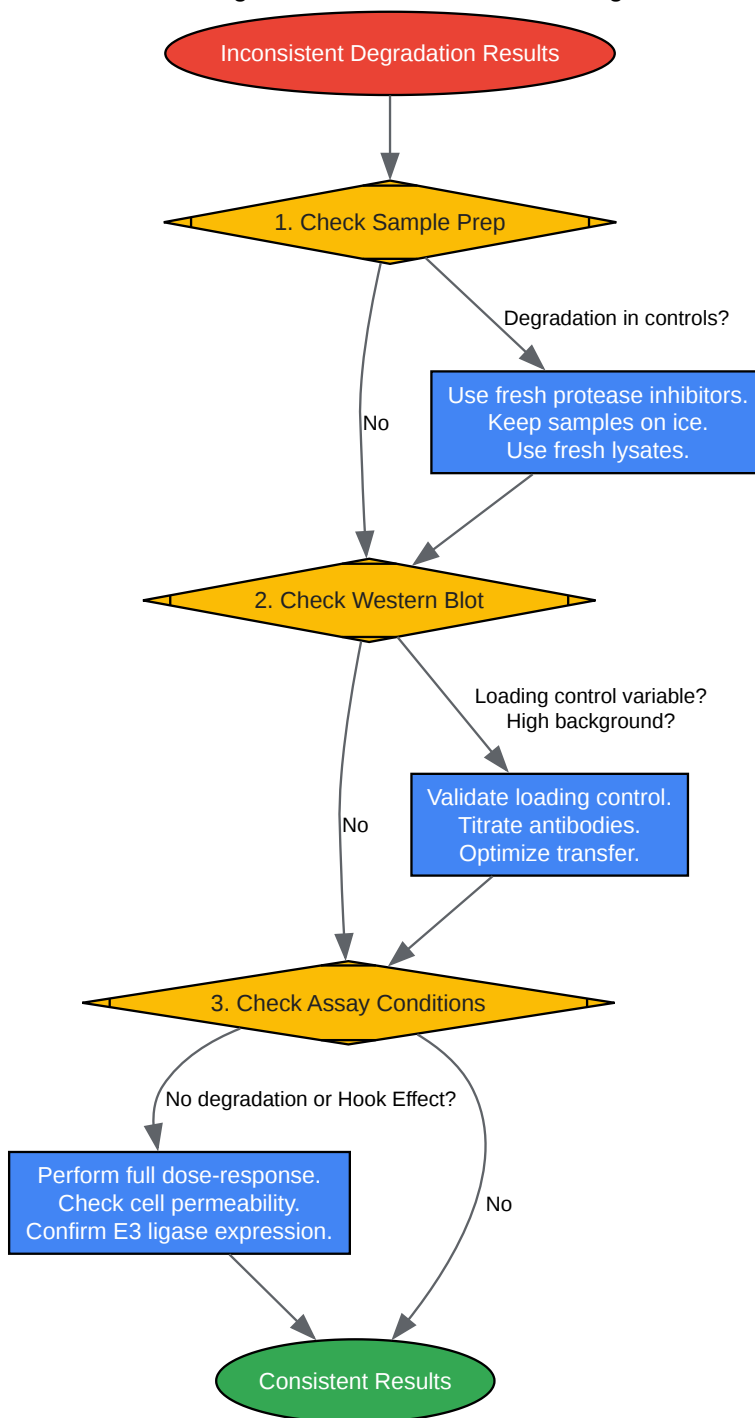 Inconsistent Degradation Results
1. Check Sample Prep
Degradation in controls?
Use fresh protease inhibitors.
Keep samples on ice.
Use fresh lysates.
No
2. Check Western Blot
Loading control variable?
High background?
Validate loading control.
Titrate antibodies.
Optimize transfer.
No
3. Check Assay Conditions
No degradation or Hook Effect?
Perform full dose-response.
Check cell permeability.
Confirm E3 ligase expression.
No
Consistent Results